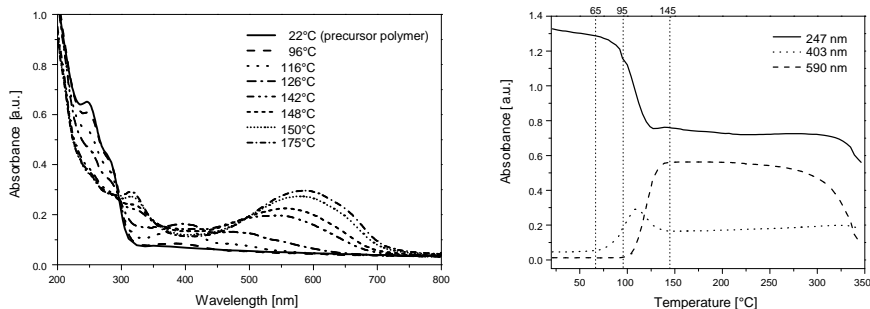 1.0
0.8
0.6
0.4
0.2
0.0
Absorbance [a.u.]
22°C (precursor polymer)
96°C
116°C
126°C
142°C
148°C
150°C
175°C
200 300 400 500 600 700 800
Wavelength [nm]
65 95 145
1.4
1.2
1.0
0.8
0.6
0.4
0.2
0.0
Absorbance [ a.u.]
247 nm
403 nm
590 nm
50 100 150 200 250 300 350
Temperature [°C]